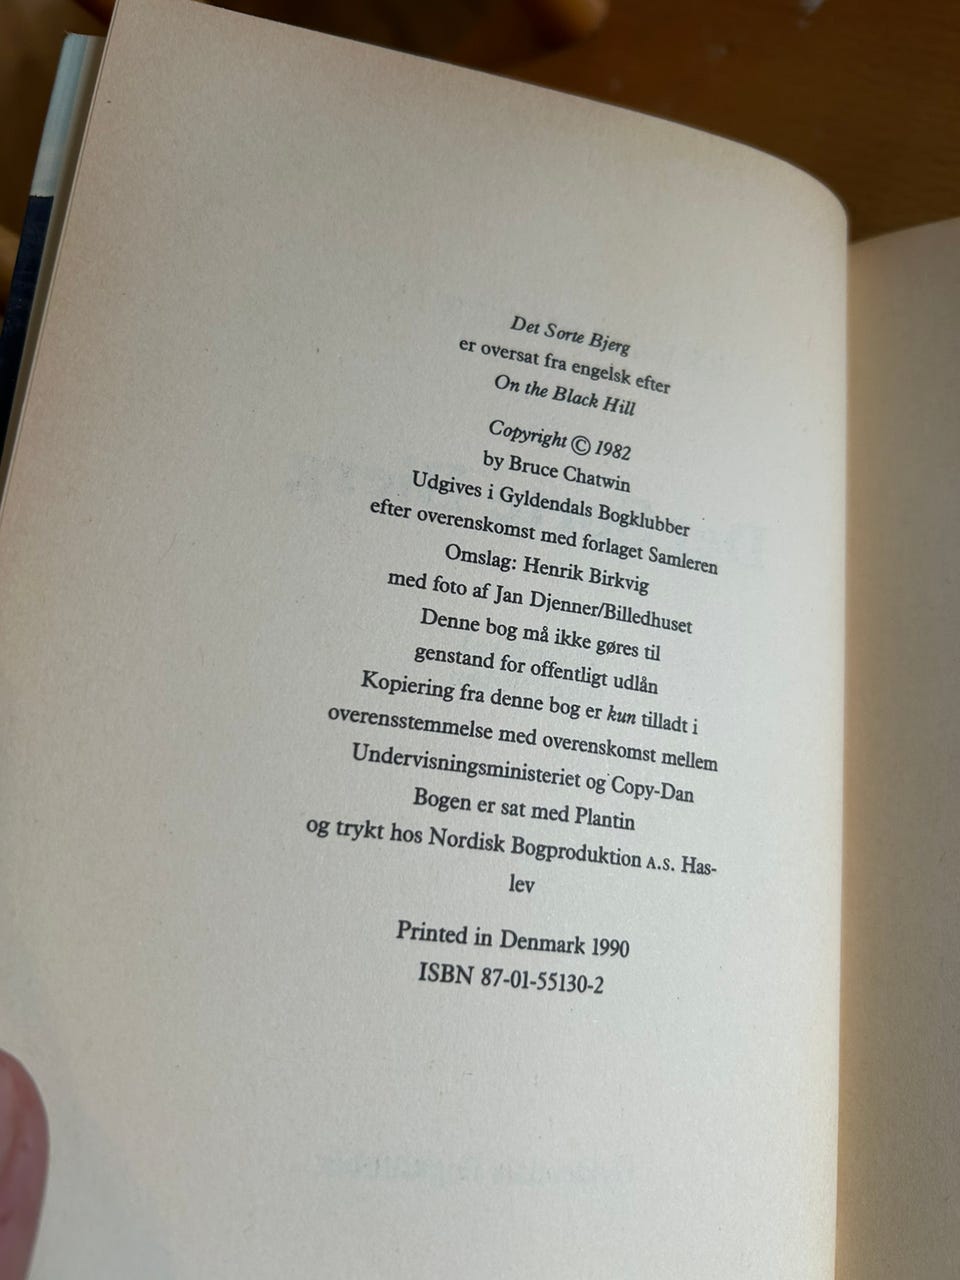 Det Sorte Bjerg
er oversat fra engelsk efter
On the Black Hill
Copyright © 1982
by Bruce Chatwin
Udgives i Gyldendals Bogklubber
efter overenskomst med forlaget Samleren
Omslag: Henrik Birkvig
med foto af Jan Djenner/Billedhuset
Denne bog må ikke gøres til
genstand for offentligt udlån
Kopiering fra denne bog er kun tilladt i
overensstemmelse med overenskomst mellem
Undervisningsministeriet og Copy-Dan
Bogen er sat med Plantin
og trykt hos Nordisk Bogproduktion A.S. Has-
lev
Printed in Denmark 1990
ISBN 87-01-55130-2